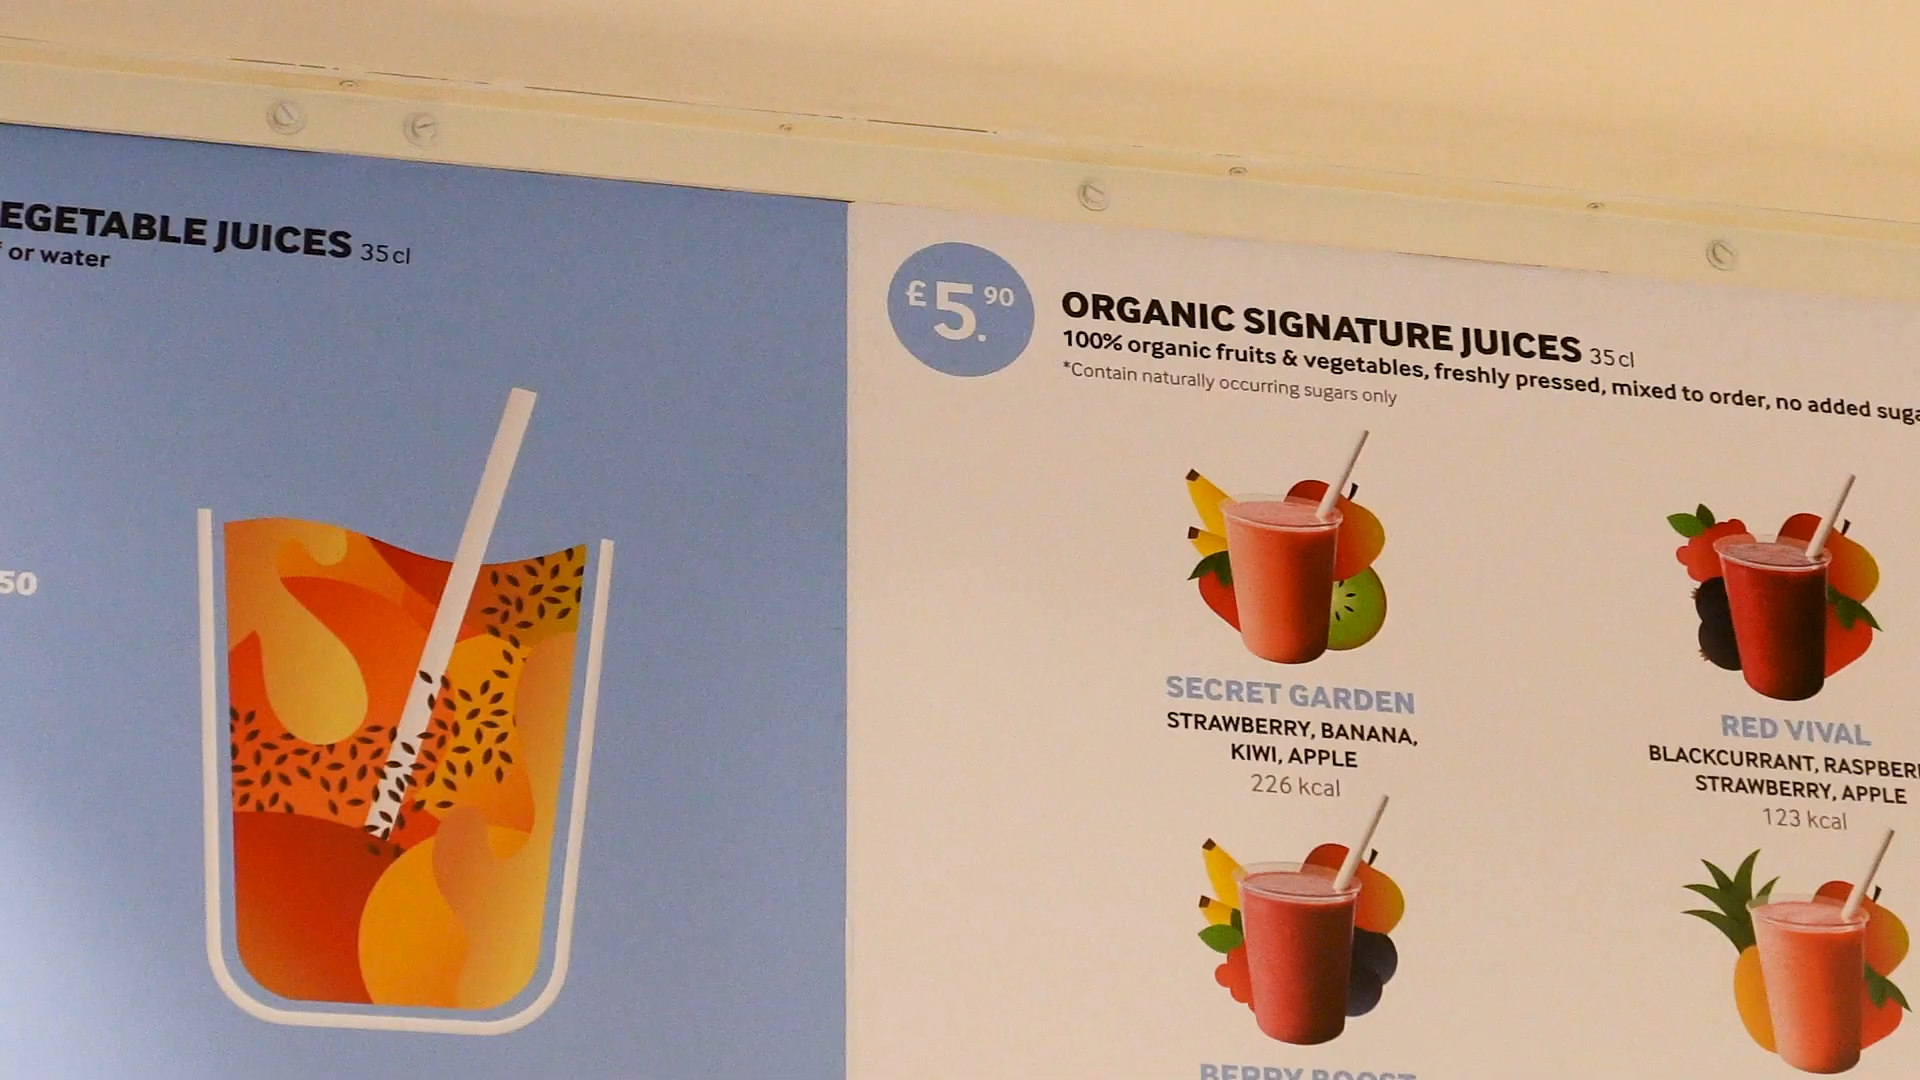 EGETABLE JUICES 35 cl
or water
50
£5.90
ORGANIC SIGNATURE JUICES 35 cl
100% organic fruits & vegetables, freshly pressed, mixed to order, no added suga
*Contain naturally occurring sugars only
SECRET GARDEN
STRAWBERRY, BANANA,
KIWI, APPLE
226 kcal
RED VIVAL
BLACKCURRANT, RASPBER
STRAWBERRY, APPLE
123 kcal
BERRY BOOST